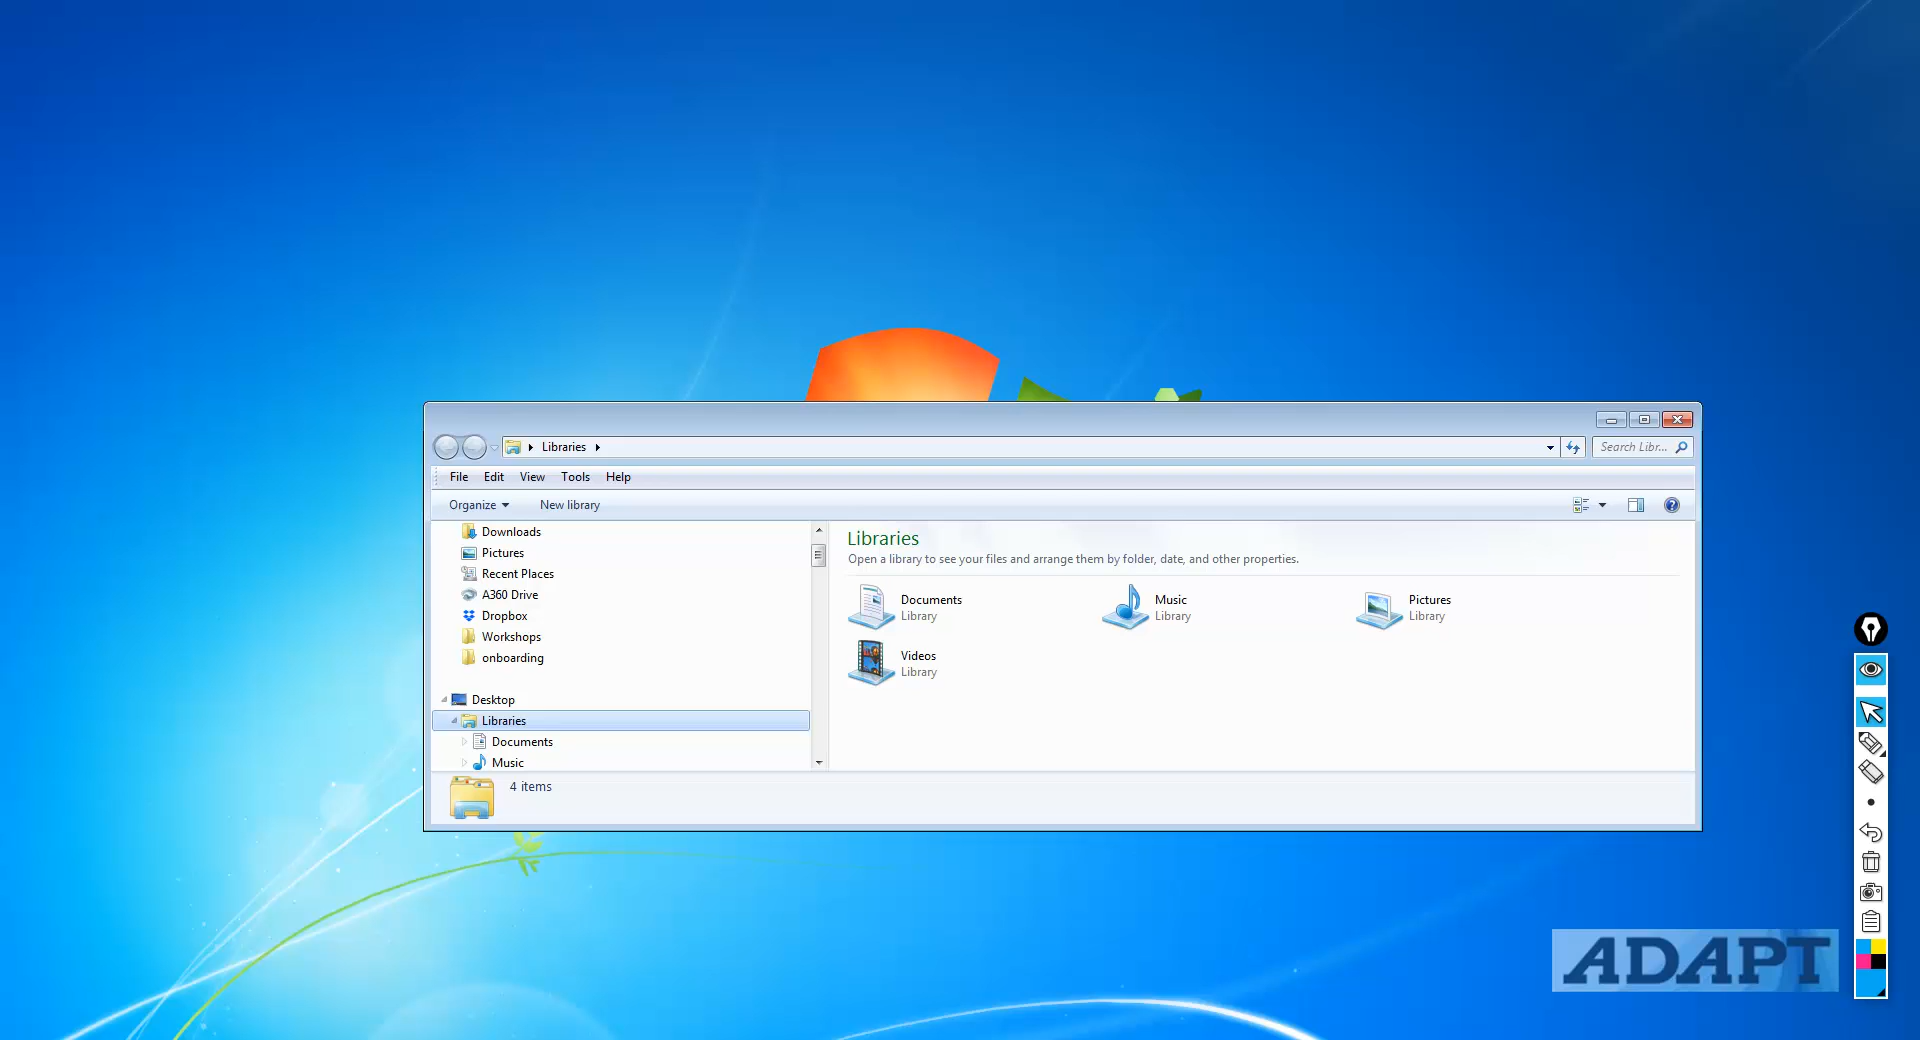 Libraries
Search Libr...
File Edit View Tools Help
Organize New library
Downloads
Pictures
Recent Places
A360 Drive
Dropbox
Workshops
onboarding
Desktop
Libraries
Documents
Music
Libraries
Open a library to see your files and arrange them by folder, date, and other properties.
Documents
Library
Music
Library
Pictures
Library
Videos
Library
4 items
ADAPT